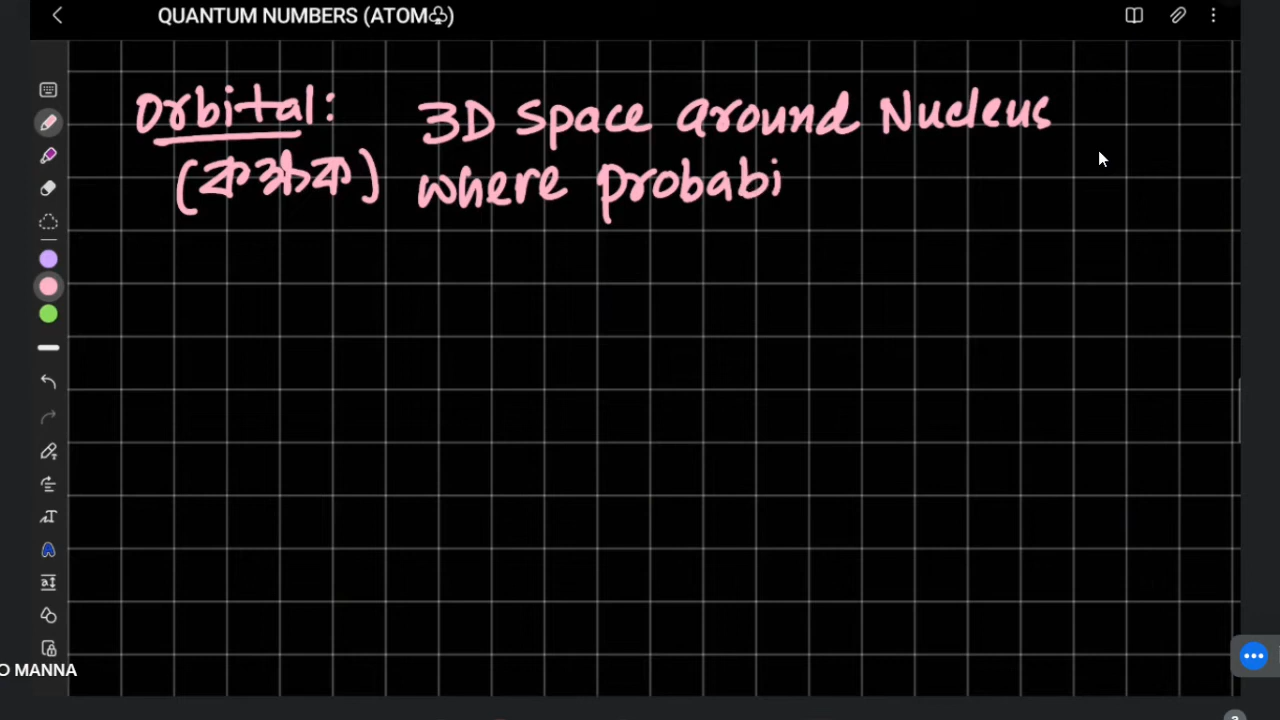 QUANTUM NUMBERS (ATOM♧)
Orbital: 3D Space around Nucleus
(কক্ষক) where probabi
O MANNA